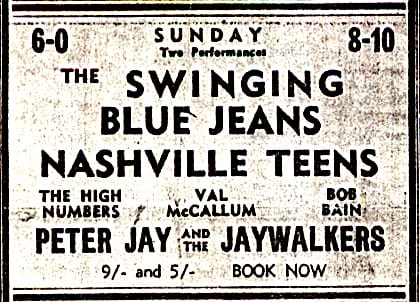 6-0 SUNDAY 8-10
Two Performances
THE SWINGING
BLUE JEANS
NASHVILLE TEENS
THE HIGH VAL BOB
NUMBERS McCALLUM BAIN
PETER JAY AND THE JAYWALKERS
9/- and 5/- BOOK NOW